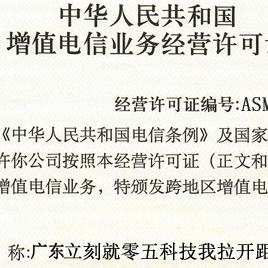 中华人民共和国
增值电信业务经营许可
经营许可证编号:ASM
《中华人民共和国电信条例》及国家
许你公司按照本经营许可证（正文和
增值电信业务，特颁发跨地区增值电
称:广东立刻就零五科技我拉开距